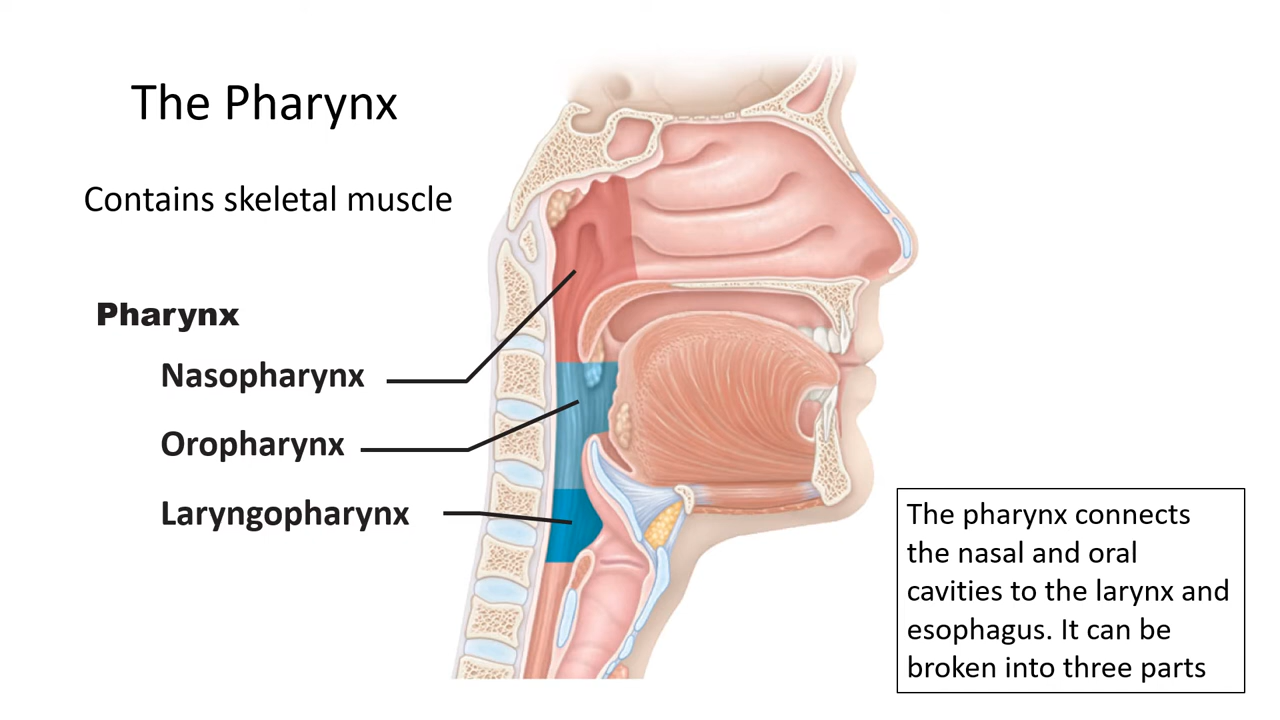 The Pharynx
Contains skeletal muscle
Pharynx
Nasopharynx
Oropharynx
Laryngopharynx
The pharynx connects
the nasal and oral
cavities to the larynx and
esophagus. It can be
broken into three parts